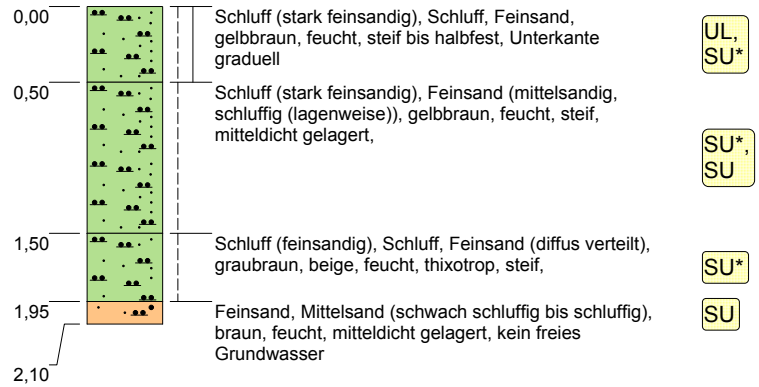 0,00
Schluff (stark feinsandig), Schluff, Feinsand,
gelbbraun, feucht, steif bis halbfest, Unterkante
graduell
UL,
SU*
0,50
Schluff (stark feinsandig), Feinsand (mittelsandig,
schluffig (lagenweise)), gelbbraun, feucht, steif,
mitteldicht gelagert,
SU*,
SU
1,50
Schluff (feinsandig), Schluff, Feinsand (diffus verteilt),
graubraun, beige, feucht, thixotrop, steif,
SU*
1,95
Feinsand, Mittelsand (schwach schluffig bis schluffig),
braun, feucht, mitteldicht gelagert, kein freies
Grundwasser
SU
2,10